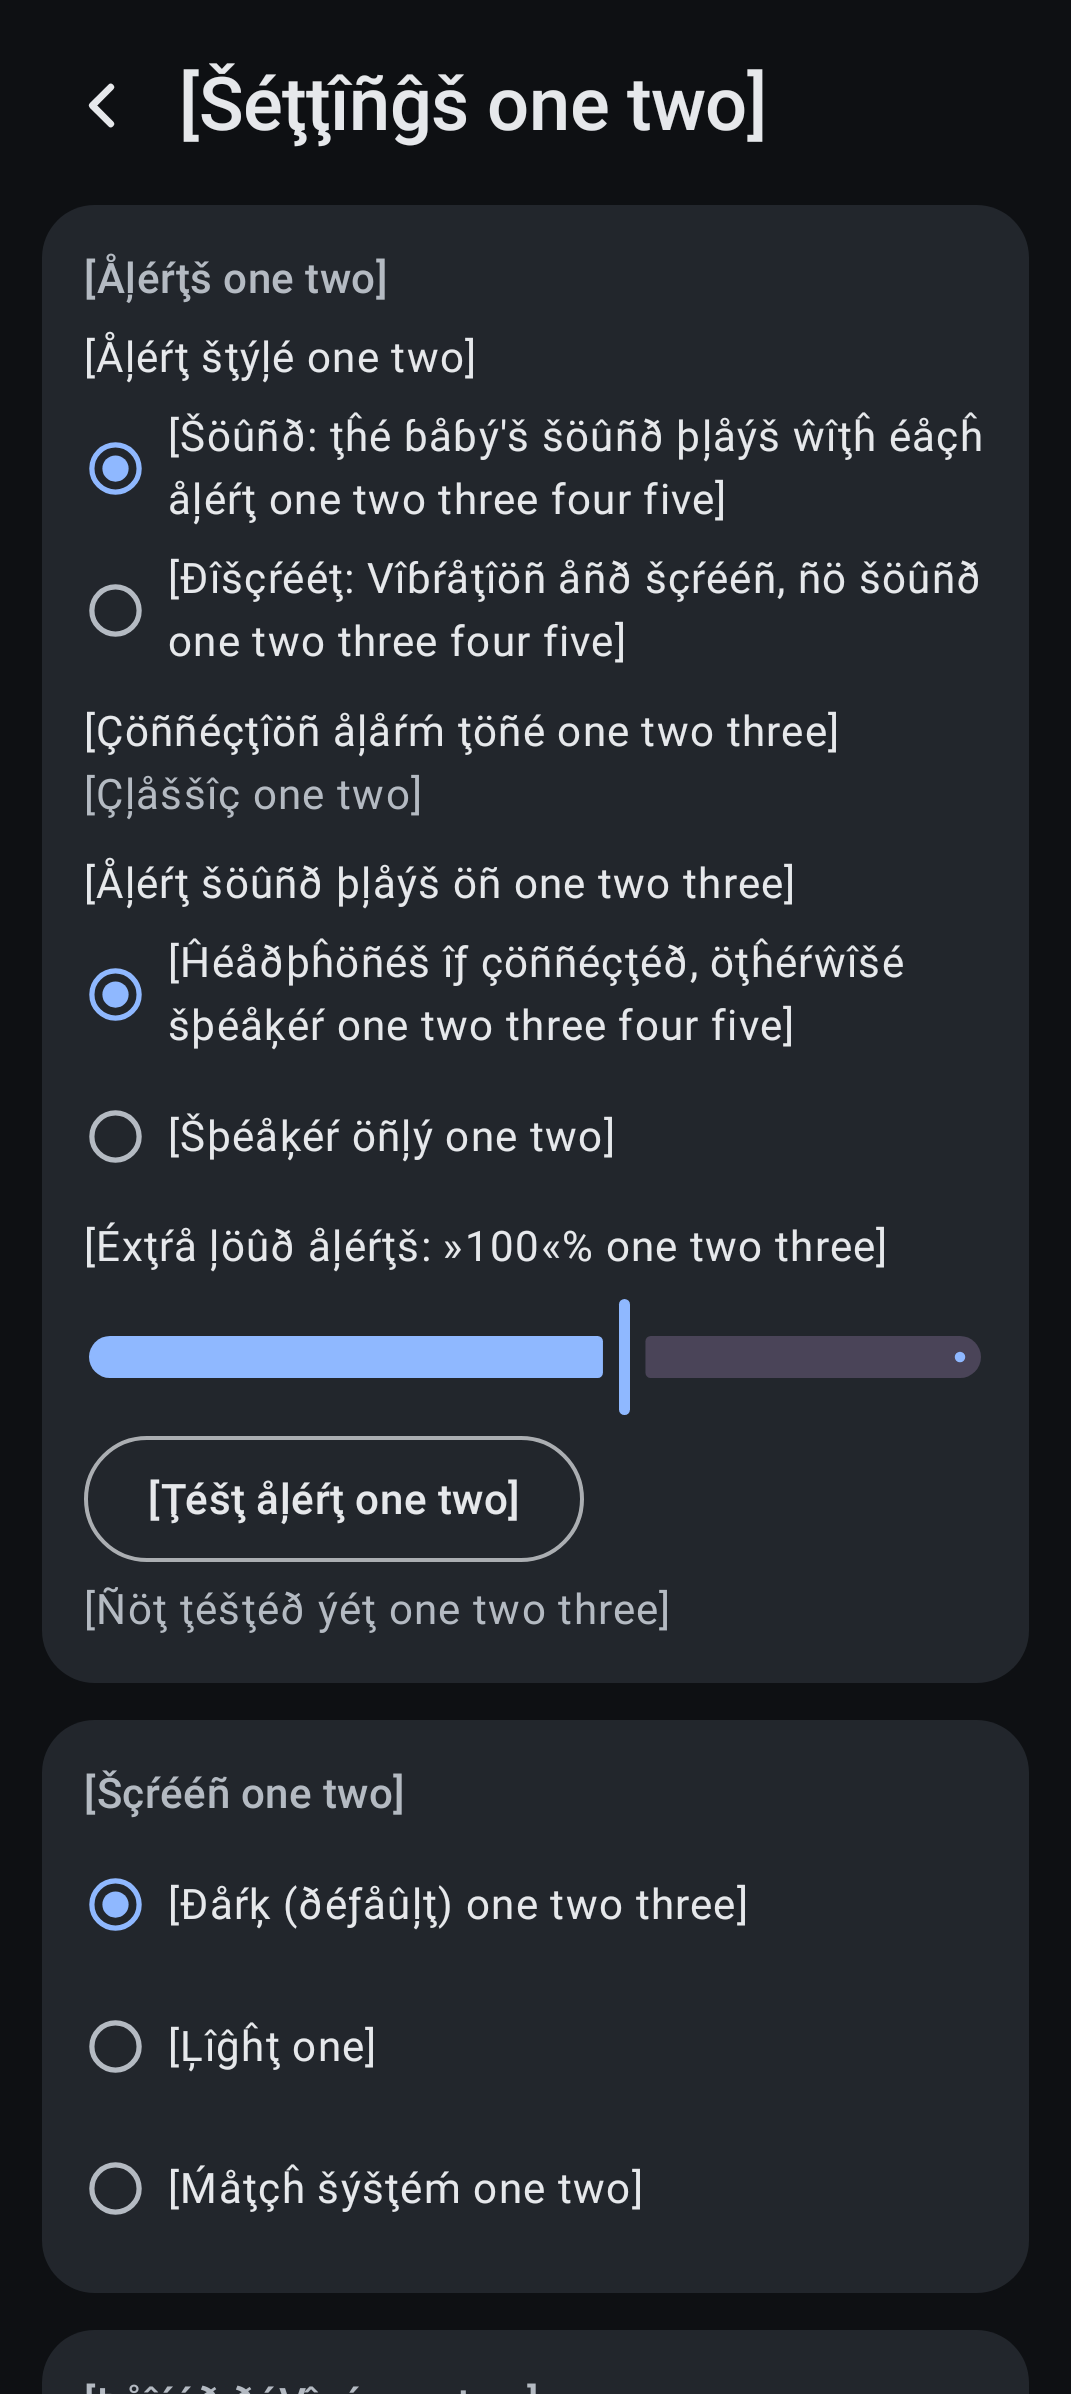 [Šéţţîñĝš one two]
[Åļéŕţš one two]
[Åļéŕţ šţýļé one two]
[Šöûñð: ţĥé ƀåƀý'š šöûñð þļåýš ŵîţĥ éåçĥ
åļéŕţ one two three four five]
[Ðîšçŕééţ: Vîƀŕåţîöñ åñð šçŕééñ, ñö šöûñð
one two three four five]
[Çöññéçţîöñ åļåŕḿ ţöñé one two three]
[Çļåššîç one two]
[Åļéŕţ šöûñð þļåýš öñ one two three]
[Ĥéåðþĥöñéš îƒ çöññéçţéð, öţĥéŕŵîšé
šþéåķéŕ one two three four five]
[Šþéåķéŕ öñļý one two]
[Éxţŕå ļöûð åļéŕţš: »100«% one two three]
[Ţéšţ åļéŕţ one two]
[Ñöţ ţéšţéð ýéţ one two three]
[Šçŕééñ one two]
[Ðåŕķ (ðéƒåûļţ) one two three]
[Ļîĝĥţ one]
[Ḿåţçĥ šýšţéḿ one two]